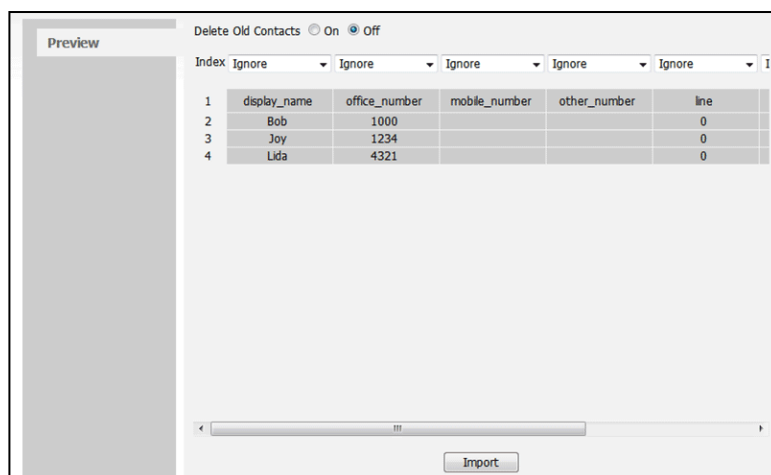 Preview
Delete Old Contacts On Off
Index Ignore Ignore Ignore Ignore Ignore I
1 display_name office_number mobile_number other_number line
2 Bob 1000 0
3 Joy 1234 0
4 Lida 4321 0
Import